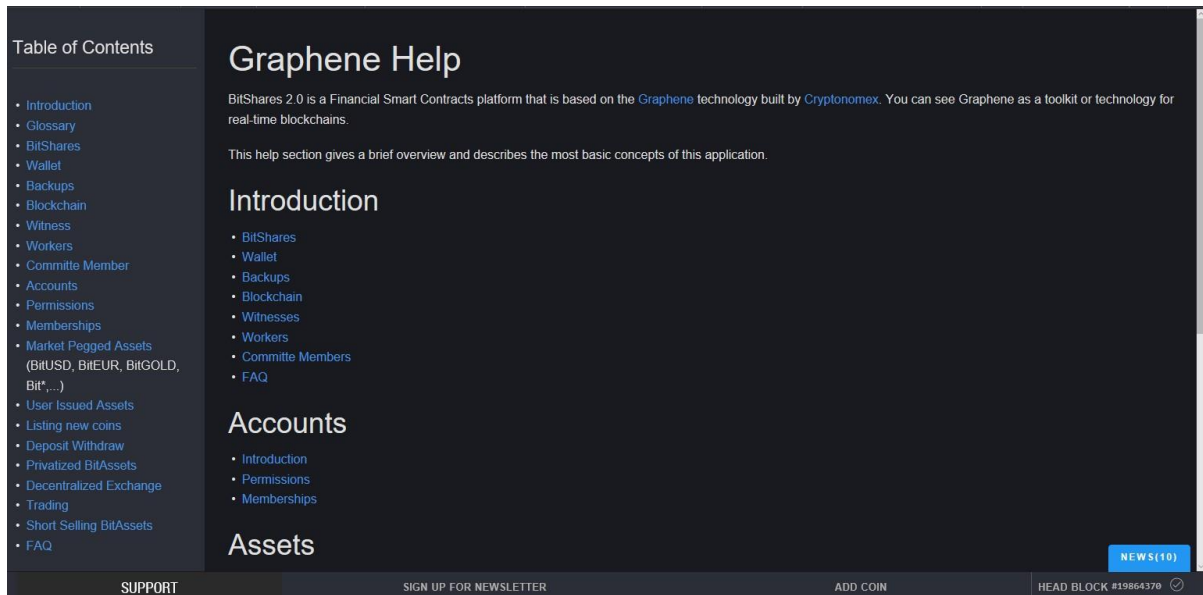 Table of Contents
• Introduction
• Glossary
• BitShares
• Wallet
• Backups
• Blockchain
• Witness
• Workers
• Committe Member
• Accounts
• Permissions
• Memberships
• Market Pegged Assets
(BitUSD, BitEUR, BitGOLD,
Bit*,...)
• User Issued Assets
• Listing new coins
• Deposit Withdraw
• Privatized BitAssets
• Decentralized Exchange
• Trading
• Short Selling BitAssets
• FAQ
Graphene Help
BitShares 2.0 is a Financial Smart Contracts platform that is based on the Graphene technology built by Cryptonomex. You can see Graphene as a toolkit or technology for
real-time blockchains.
This help section gives a brief overview and describes the most basic concepts of this application.
Introduction
• BitShares
• Wallet
• Backups
• Blockchain
• Witnesses
• Workers
• Committe Members
• FAQ
Accounts
• Introduction
• Permissions
• Memberships
Assets
NEWS(10)
SUPPORT
SIGN UP FOR NEWSLETTER
ADD COIN
HEAD BLOCK #19864370